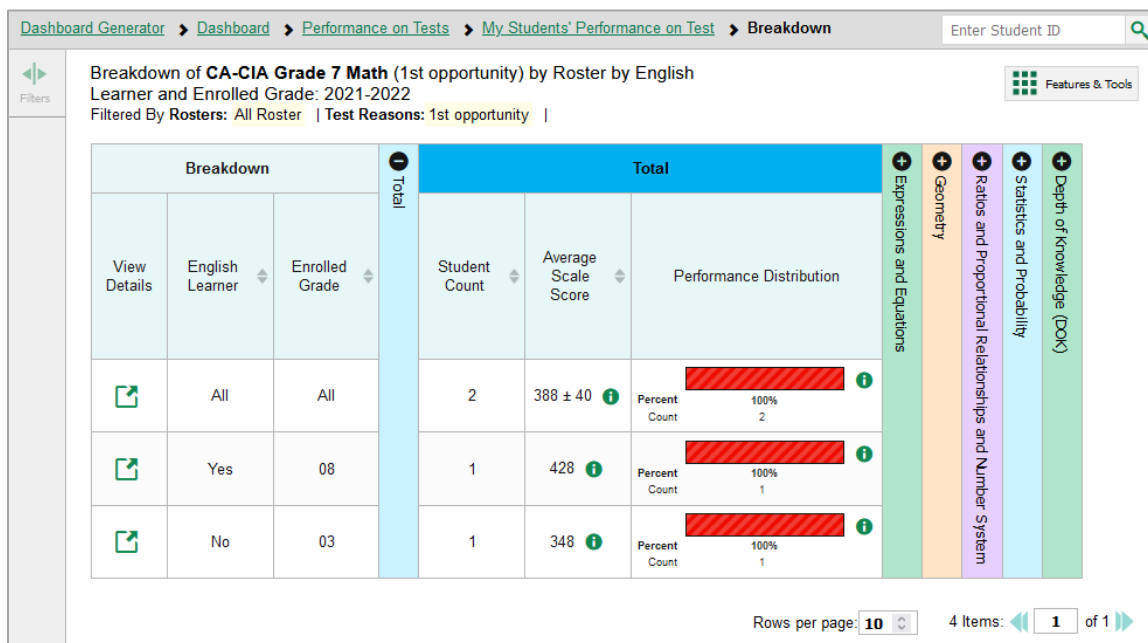 Dashboard Generator > Dashboard > Performance on Tests > My Students' Performance on Test > Breakdown
Enter Student ID
Filters
Breakdown of CA-CIA Grade 7 Math (1st opportunity) by Roster by English
Learner and Enrolled Grade: 2021-2022
Filtered By Rosters: All Roster | Test Reasons: 1st opportunity |
Features & Tools
Breakdown
Total
Total
View Details
English Learner
Enrolled Grade
Student Count
Average Scale Score
Performance Distribution
Expressions and Equations
Geometry
Ratios and Proportional Relationships and Number System
Statistics and Probability
Depth of Knowledge (DOK)
All All 2 388 ± 40
Percent 100%
Count 2
Yes 08 1 428
Percent 100%
Count 1
No 03 1 348
Percent 100%
Count 1
Rows per page: 10 4 Items: 1 of 1